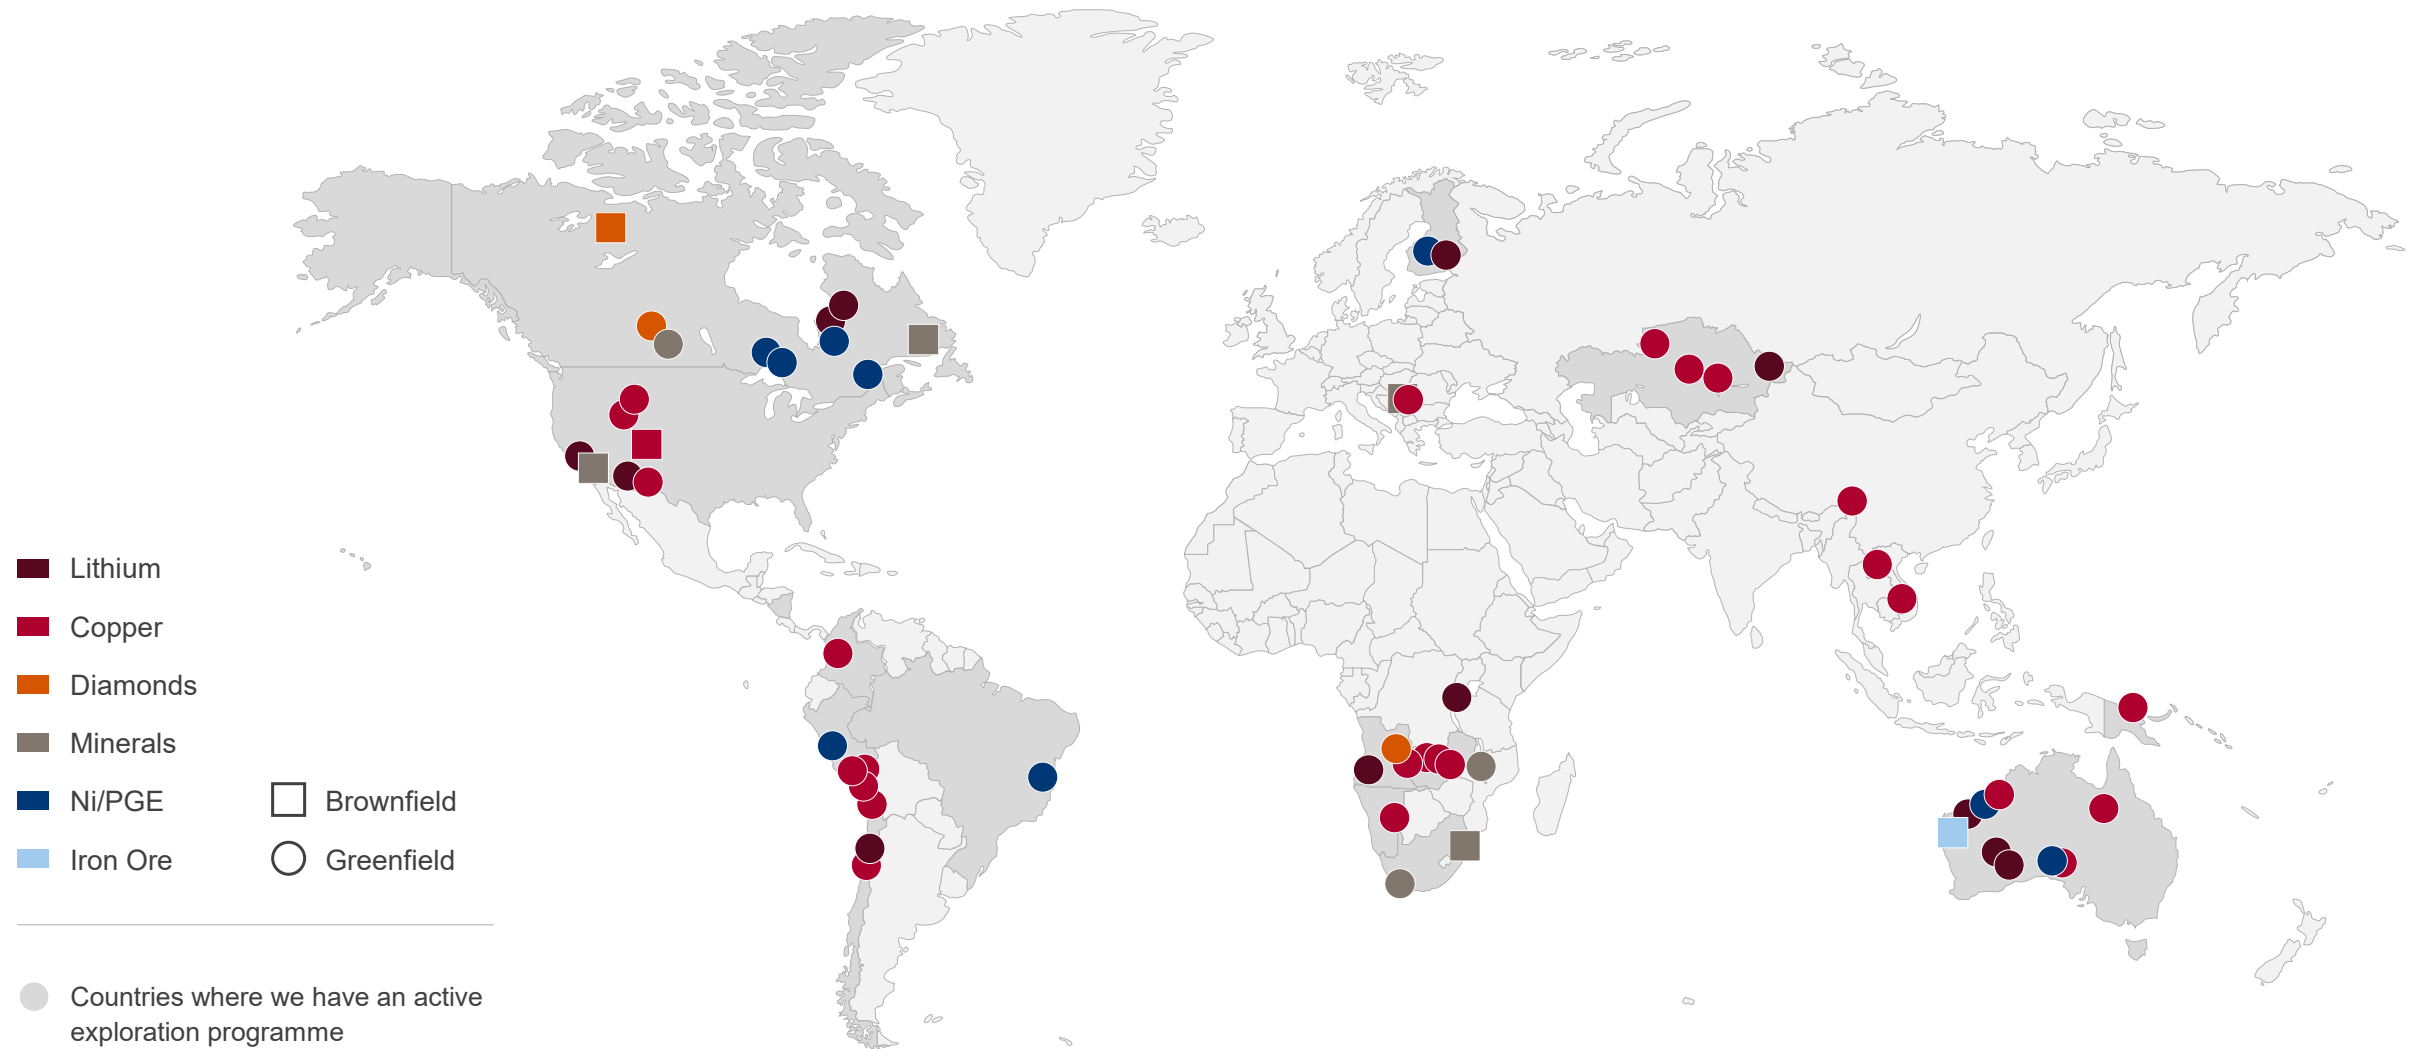 Lithium
Copper
Diamonds
Minerals
Ni/PGE
Brownfield
Iron Ore
Greenfield
Countries where we have an active
exploration programme